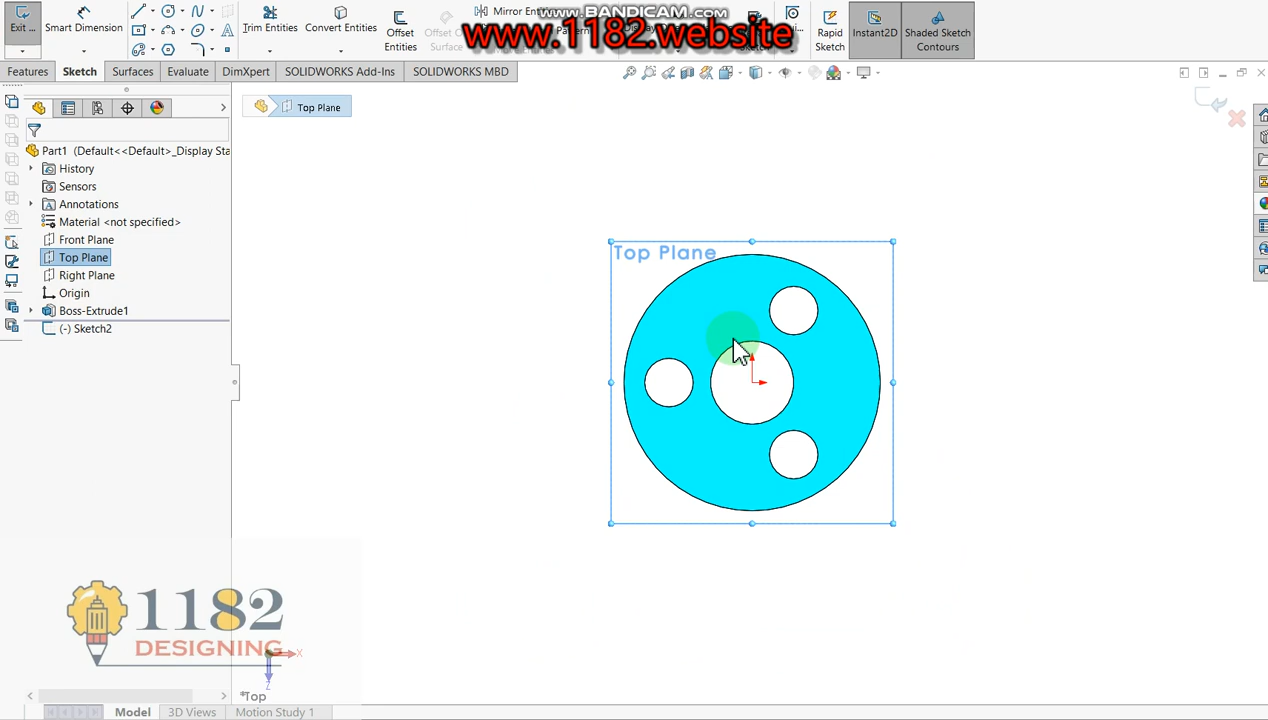 Exit ...
Smart Dimension
Trim Entities
Convert Entities
Offset Entities
Offset On Surface
Mirror Entities
www.BANDICAM.com
www.1182.website
Rapid Sketch
Instant2D
Shaded Sketch Contours
Features
Sketch
Surfaces
Evaluate
DimXpert
SOLIDWORKS Add-Ins
SOLIDWORKS MBD
Top Plane
Part1 (Default<<Default>_Display Sta
History
Sensors
Annotations
Material <not specified>
Front Plane
Top Plane
Right Plane
Origin
Boss-Extrude1
(-) Sketch2
Top Plane
1182
DESIGNING
X
Z
*Top
Model
3D Views
Motion Study 1